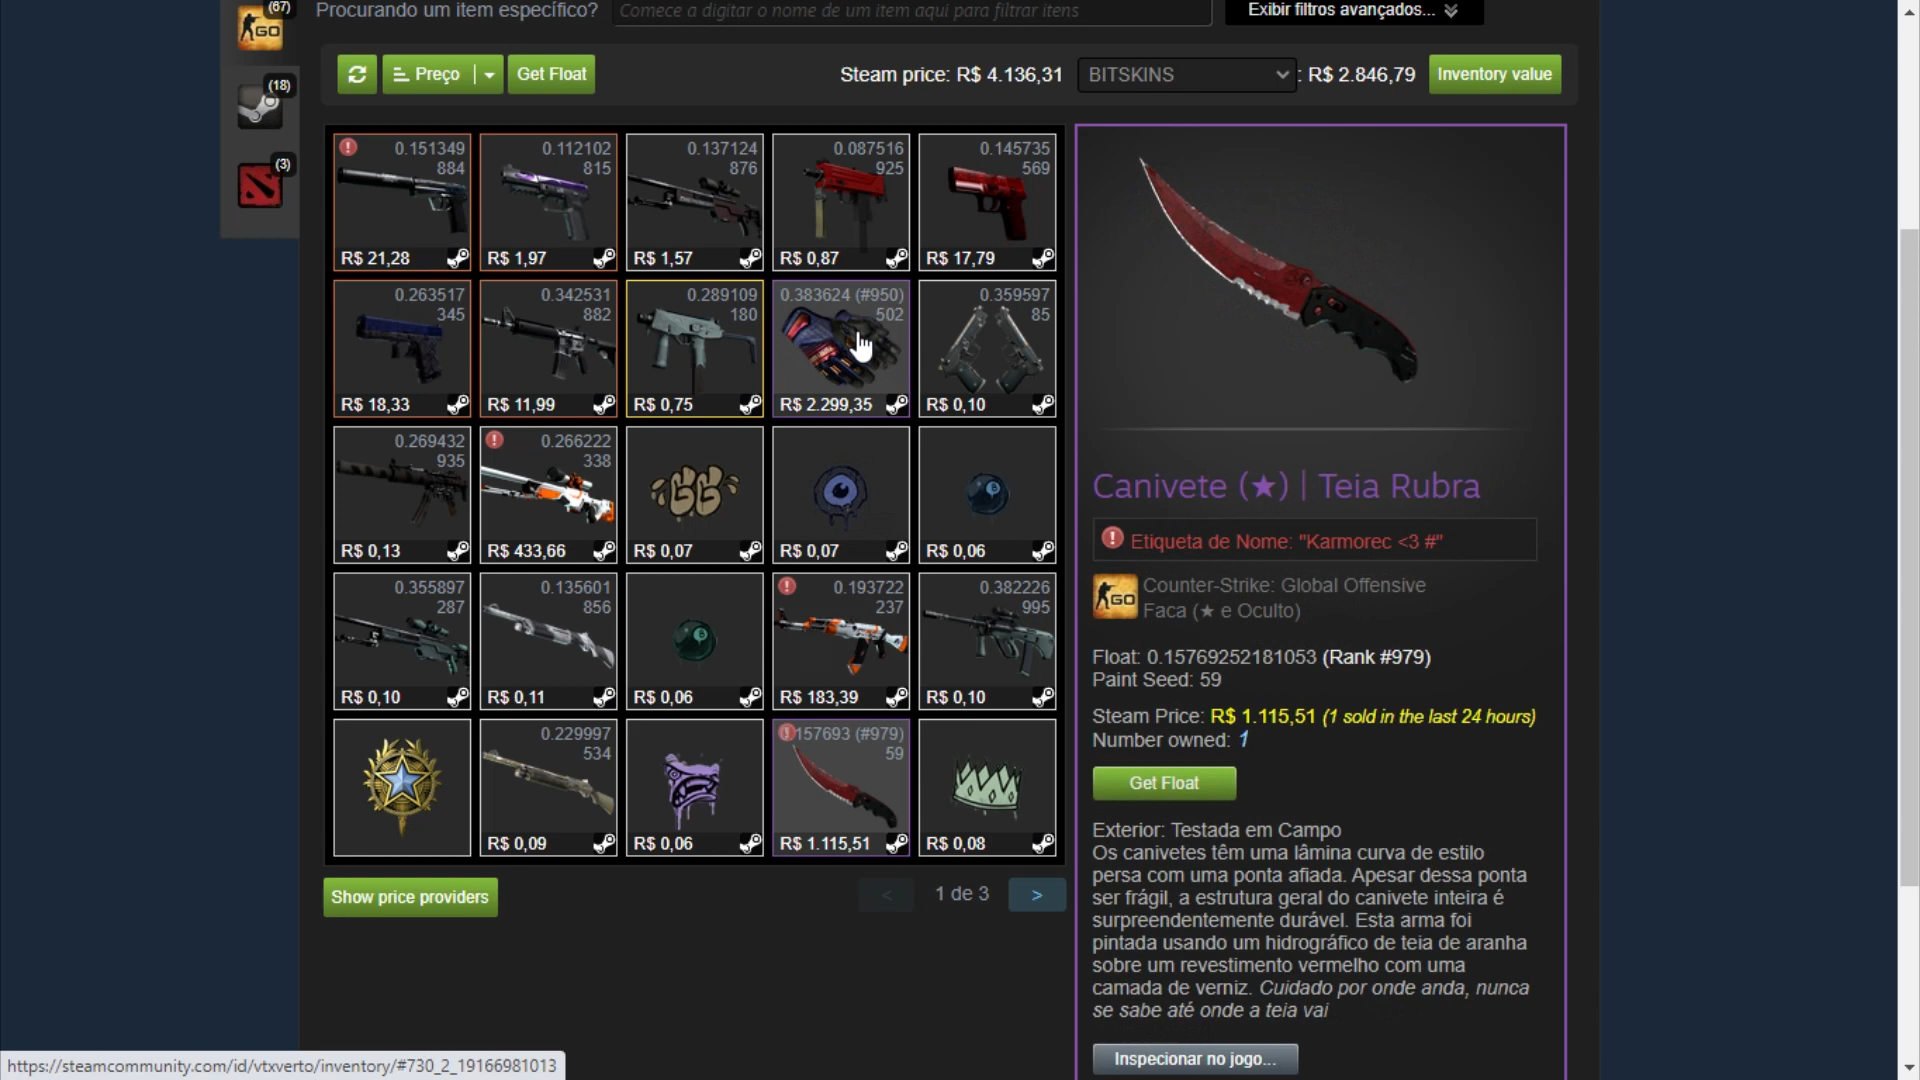 (67)
Procurando um item específico?
Comece a digitar o nome de um item aqui para filtrar itens
Exibir filtros avançados...
GO
(18)
(3)
Preço
Get Float
Steam price: R$ 4.136,31
BITSKINS
: R$ 2.846,79
Inventory value
0.151349
884
R$ 21,28
0.112102
815
R$ 1,97
0.137124
876
R$ 1,57
0.087516
925
R$ 0,87
0.145735
569
R$ 17,79
0.263517
345
R$ 18,33
0.342531
882
R$ 11,99
0.289109
180
R$ 0,75
0.383624 (#950)
502
R$ 2.299,35
0.359597
85
R$ 0,10
0.269432
935
R$ 0,13
0.266222
338
R$ 433,66
GG
R$ 0,07
R$ 0,07
R$ 0,06
0.355897
287
R$ 0,10
0.135601
856
R$ 0,11
R$ 0,06
0.193722
237
R$ 183,39
0.382226
995
R$ 0,10
0.229997
534
R$ 0,09
R$ 0,06
157693 (#979)
59
R$ 1.115,51
R$ 0,08
Show price providers
<
1 de 3
>
Canivete (★) | Teia Rubra
Etiqueta de Nome: "Karmorec <3 #"
GO
Counter-Strike: Global Offensive
Faca (★ e Oculto)
Float: 0.15769252181053 (Rank #979)
Paint Seed: 59
Steam Price: R$ 1.115,51 (1 sold in the last 24 hours)
Number owned: 1
Get Float
Exterior: Testada em Campo
Os canivetes têm uma lâmina curva de estilo
persa com uma ponta afiada. Apesar dessa ponta
ser frágil, a estrutura geral do canivete inteira é
surpreendentemente durável. Esta arma foi
pintada usando um hidrográfico de teia de aranha
sobre um revestimento vermelho com uma
camada de verniz. Cuidado por onde anda, nunca
se sabe até onde a teia vai
Inspecionar no jogo...
https://steamcommunity.com/id/vtxverto/inventory/#730_2_19166981013